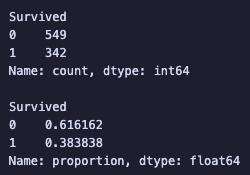 Survived
0    549
1    342
Name: count, dtype: int64

Survived
0    0.616162
1    0.383838
Name: proportion, dtype: float64